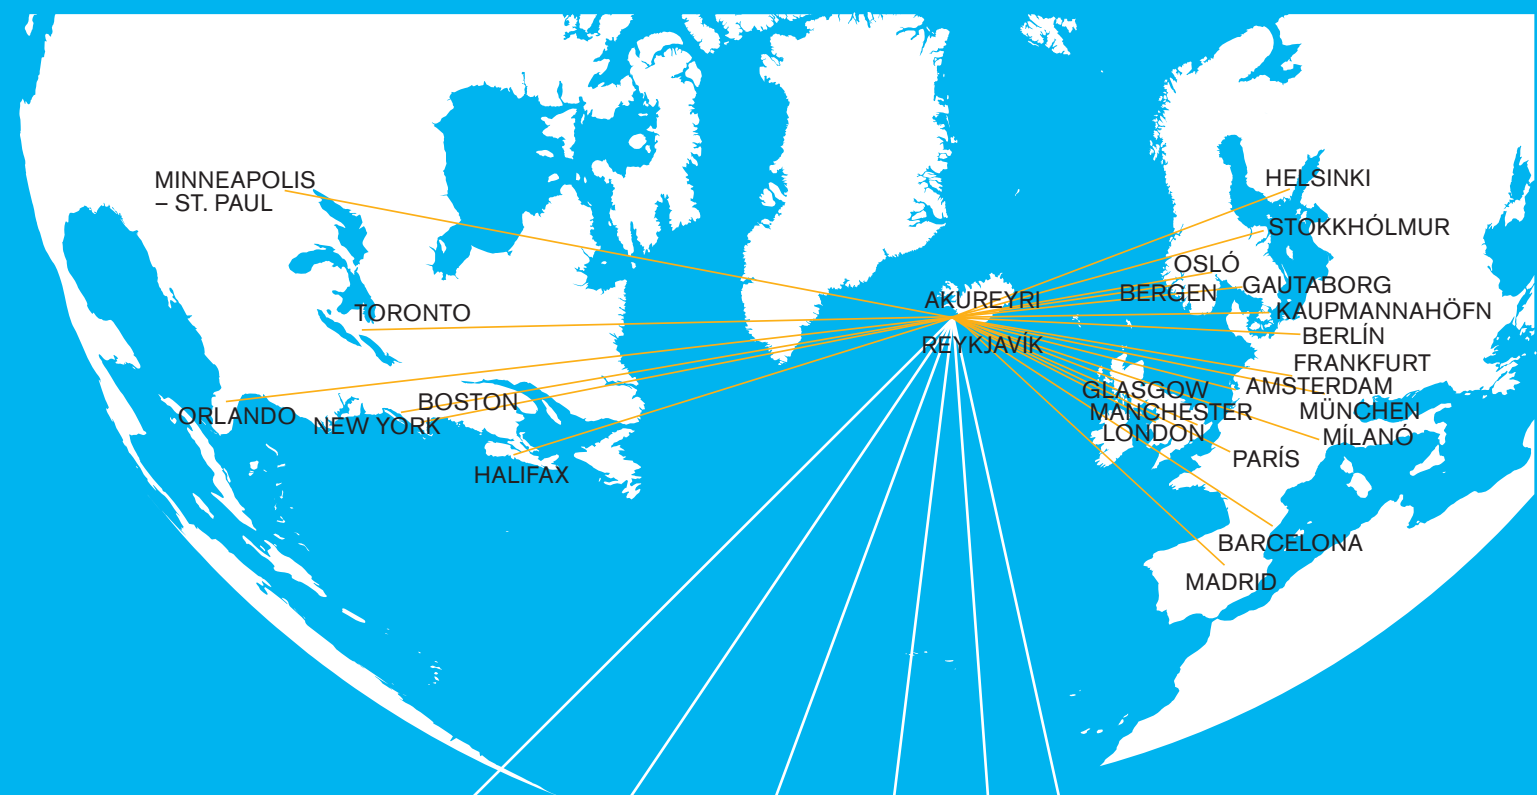 MINNEAPOLIS
– ST. PAUL
TORONTO
ORLANDO
NEW YORK
BOSTON
HALIFAX
AKUREYRI
REYKJAVÍK
HELSINKI
STOKKHÓLMUR
OSLÓ
BERGEN
GAUTABORG
KAUPMANNAHÖFN
BERLÍN
FRANKFURT
GLASGOW
AMSTERDAM
MANCHESTER
MÜNCHEN
LONDON
MÍLANÓ
PARÍS
BARCELONA
MADRID